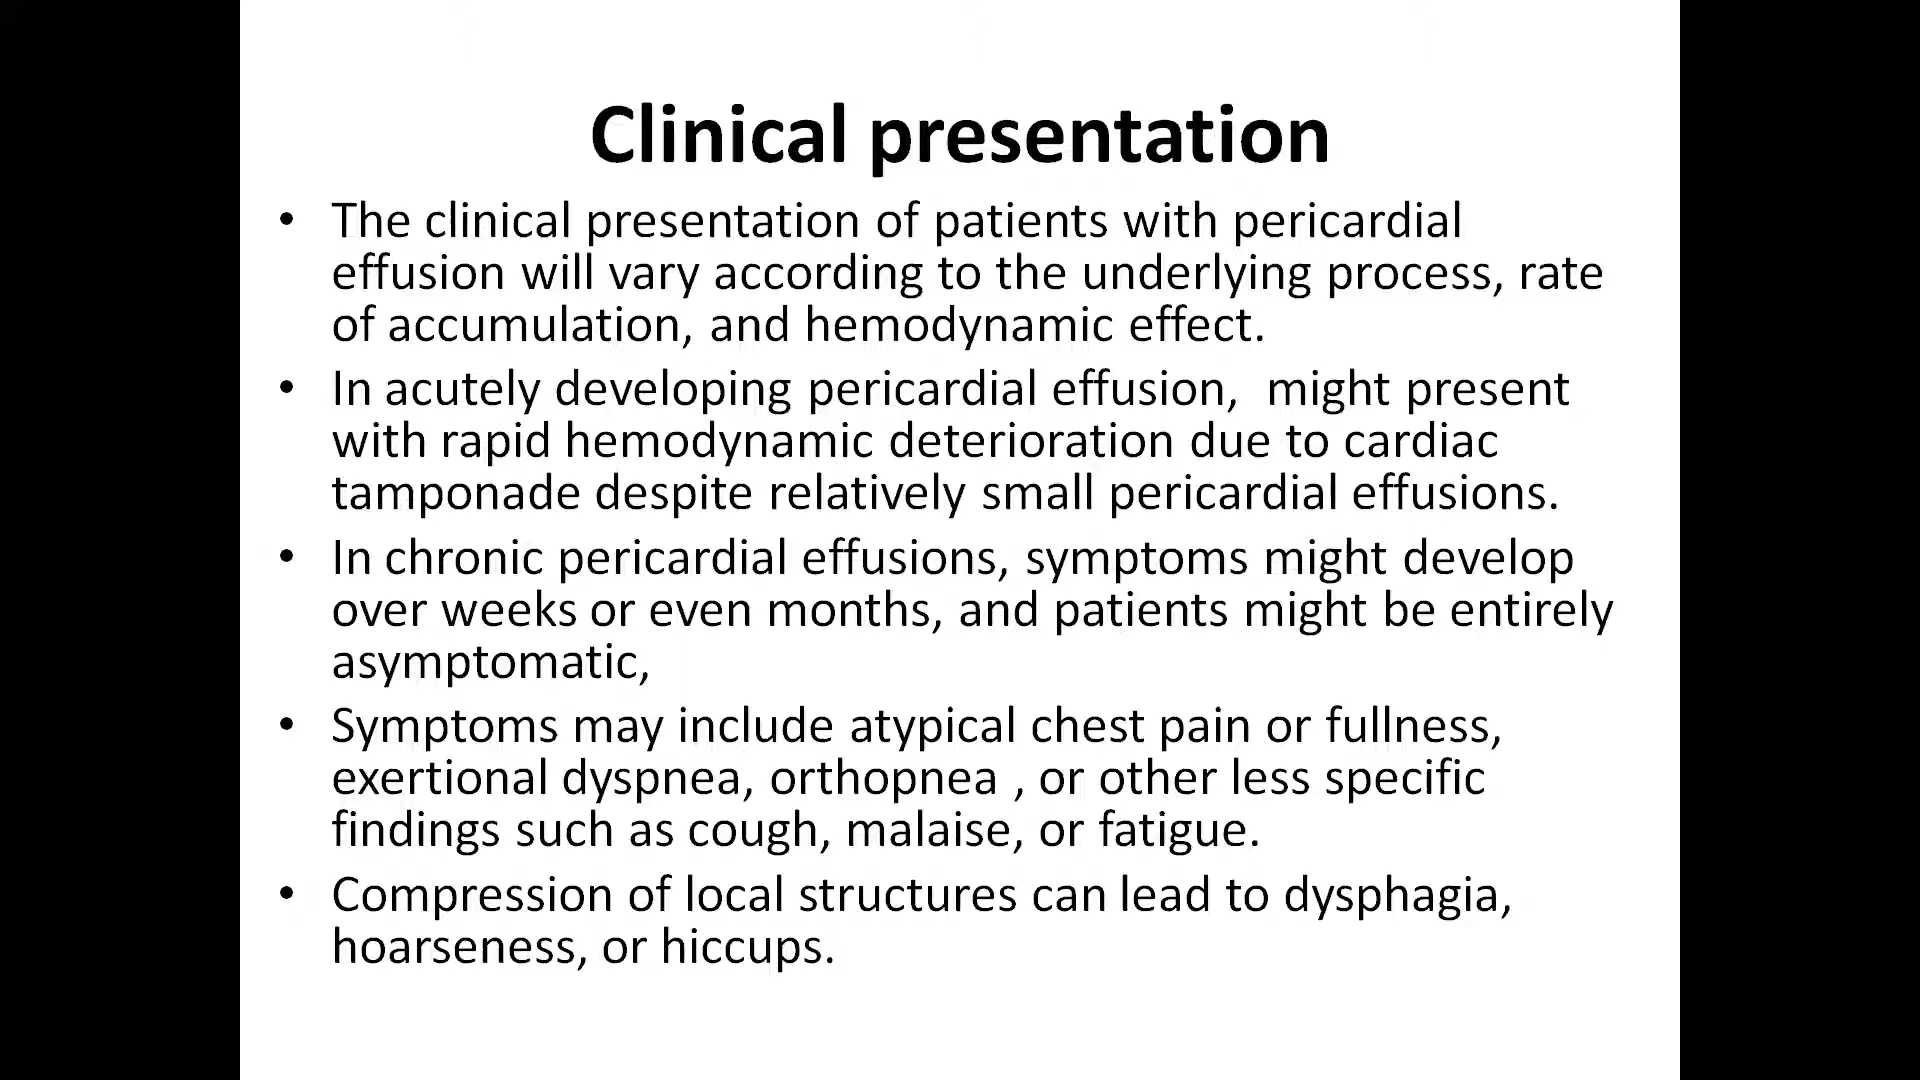 Clinical presentation
• The clinical presentation of patients with pericardial
effusion will vary according to the underlying process, rate
of accumulation, and hemodynamic effect.
• In acutely developing pericardial effusion,  might present
with rapid hemodynamic deterioration due to cardiac
tamponade despite relatively small pericardial effusions.
• In chronic pericardial effusions, symptoms might develop
over weeks or even months, and patients might be entirely
asymptomatic,
• Symptoms may include atypical chest pain or fullness,
exertional dyspnea, orthopnea , or other less specific
findings such as cough, malaise, or fatigue.
• Compression of local structures can lead to dysphagia,
hoarseness, or hiccups.